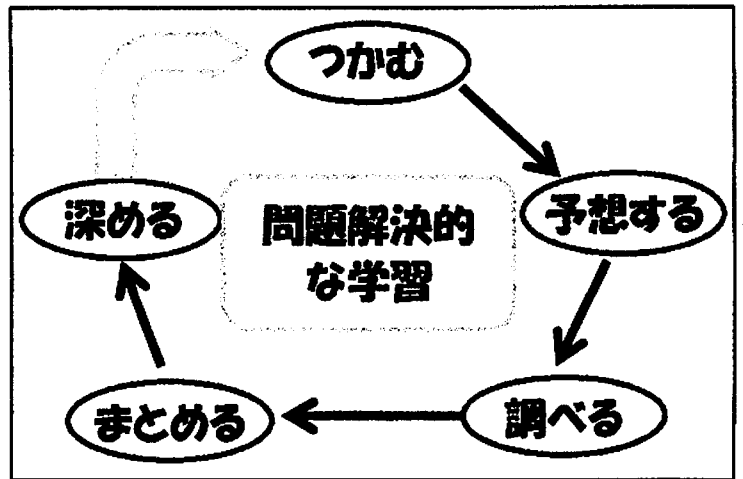 つかむ
予想する
調べる
まとめる
深める
問題解決的
な学習